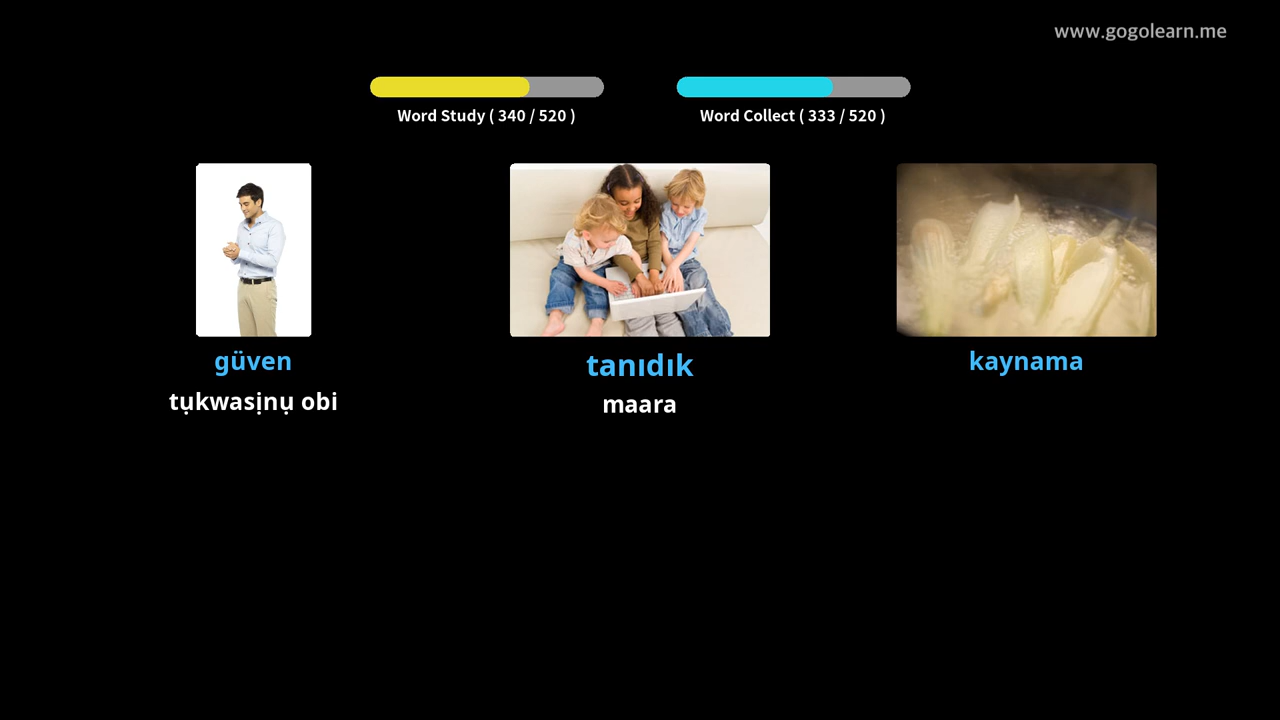 www.gogolearn.me
Word Study ( 340 / 520 )
Word Collect ( 333 / 520 )
güven
tanıdık
kaynama
tụkwasịnụ obi
maara